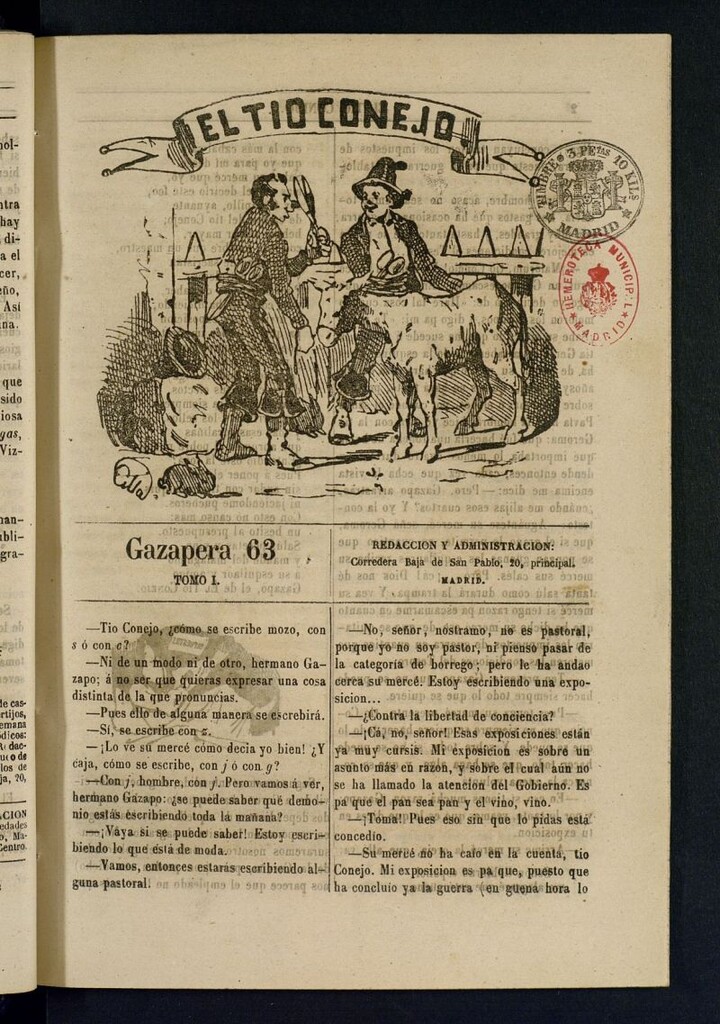 EL TIO CONEJO
TIMBRE 3 PETS 10 KILS
MADRID
HEMEROTECA MUNICIPAL
MADRID
Cilla
Gazapera 63
TOMO I.
REDACCION Y ADMINISTRACION:
Corredera Baja de San Pablo, 20, principal.
MADRID.
—Tio Conejo, ¿cómo se escribe mozo, con
s ó con c?
—Ni de un modo ni de otro, hermano Ga-
zapo; á no ser que quieras expresar una cosa
distinta de la que pronuncias.
—Pues ello de alguna manera se escribirá.
—Sí, se escribe con z.
—¡Lo ve su mercé cómo decia yo bien! ¿Y
caja, cómo se escribe, con j ó con g?
—Con j, hombre, con j. Pero vamos á ver,
hermano Gazapo: ¿se puede saber qué demo-
nio estás escribiendo toda la mañana?
—¡Vaya si se puede saber! Estoy escri-
biendo lo que está de moda.
—Vamos, entonces estarás escribiendo al-
guna pastoral.
—No, señor, nostramo, no es pastoral,
porque yo no soy pastor, ni pienso pasar de
la categoría de borrego; pero le ha andao
cerca su mercé. Estoy escribiendo una expo-
sicion...
—¿Contra la libertad de conciencia?
—¡Cá, no, señor! Esas exposiciones están
ya muy cursis. Mi exposicion es sobre un
asunto más en razon, y sobre el cual aún no
se ha llamado la atencion del Gobierno. Es
pa que el pan sea pan y el vino, vino.
—¡Toma! Pues eso sin que lo pidas está
concedio.
—Su mercé no ha caio en la cuenta, tio
Conejo. Mi exposicion es pa que, puesto que
ha concluio ya la guerra (en guena hora lo